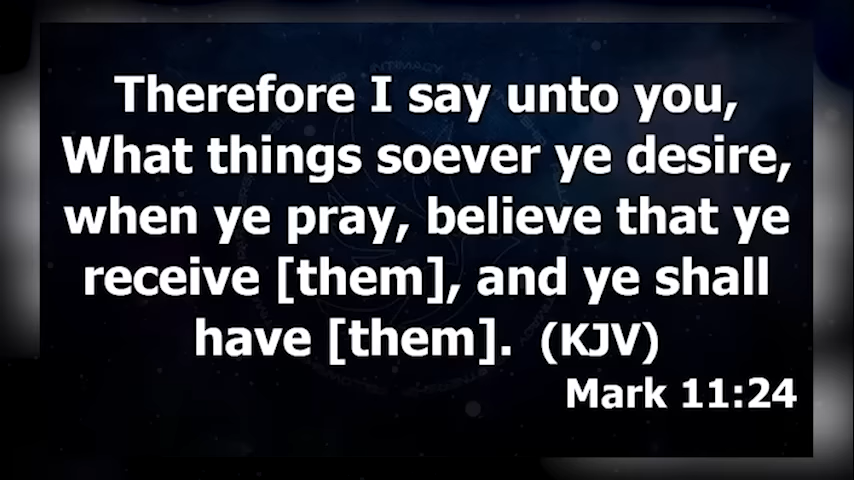 Therefore I say unto you,
What things soever ye desire,
when ye pray, believe that ye
receive [them], and ye shall
have [them]. (KJV)
Mark 11:24